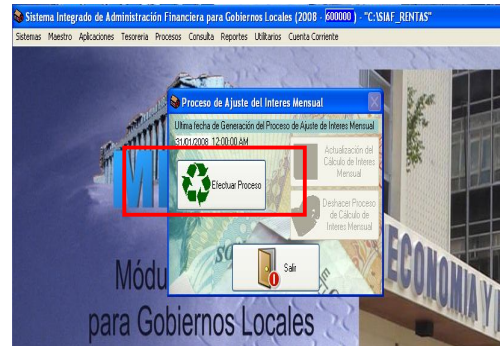 Sistema Integrado de Administración Financiera para Gobiernos Locales (2008 - 600000 ) - "C:\SIAF_RENTAS"
Sistemas Maestro Aplicaciones Tesoreria Procesos Consulta Reportes Utilitarios Cuenta Corriente
Proceso de Ajuste del Interes Mensual
Ultima fecha de Generación del Proceso de Ajuste de Interes Mensual
31/01/2008 12:00:00 AM
Actualización del
Cálculo de Interes
Mensual
Efectuar Proceso
Deshacer Proceso
de Cálculo de
Interes Mensual
Salir
ECONOMIA Y
Módu
para Gobiernos Locales